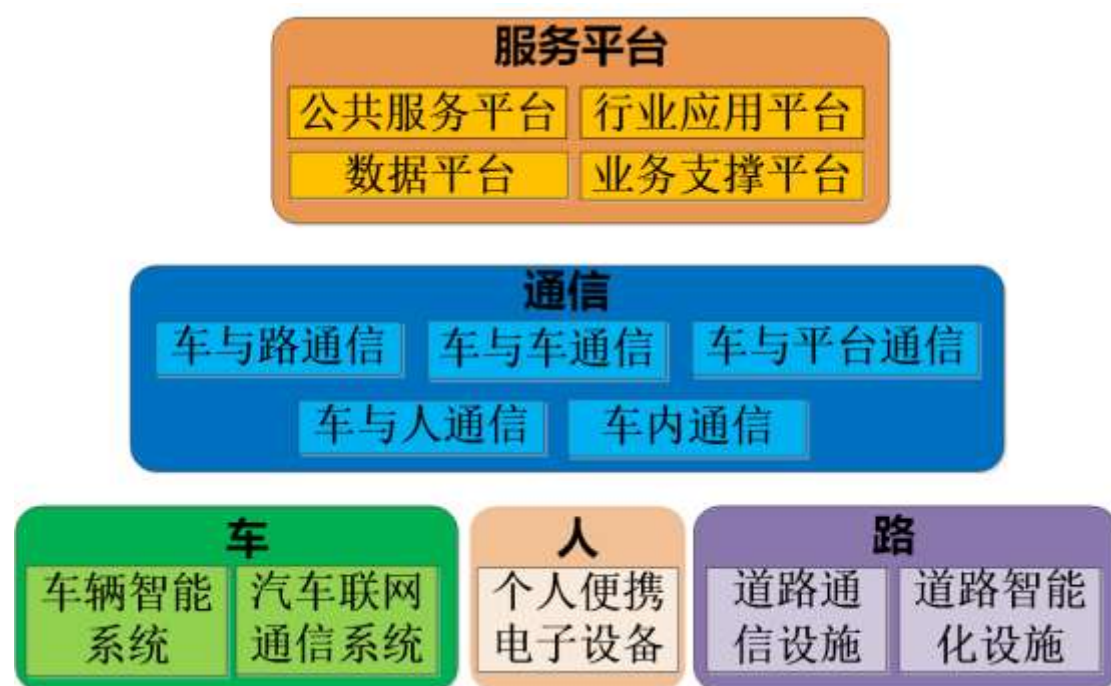 服务平台
公共服务平台 行业应用平台
数据平台 业务支撑平台
通信
车与路通信 车与车通信 车与平台通信
车与人通信 车内通信
车 人 路
车辆智能 汽车联网 个人便携 道路通 道路智能
系统 通信系统 电子设备 信设施 化设施